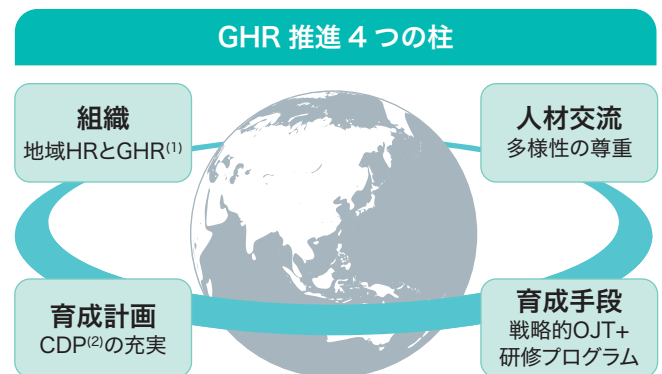 GHR 推進 4 つの柱
組織
地域HRとGHR(1)
人材交流
多様性の尊重
育成計画
CDP(2)の充実
育成手段
戦略的OJT+
研修プログラム